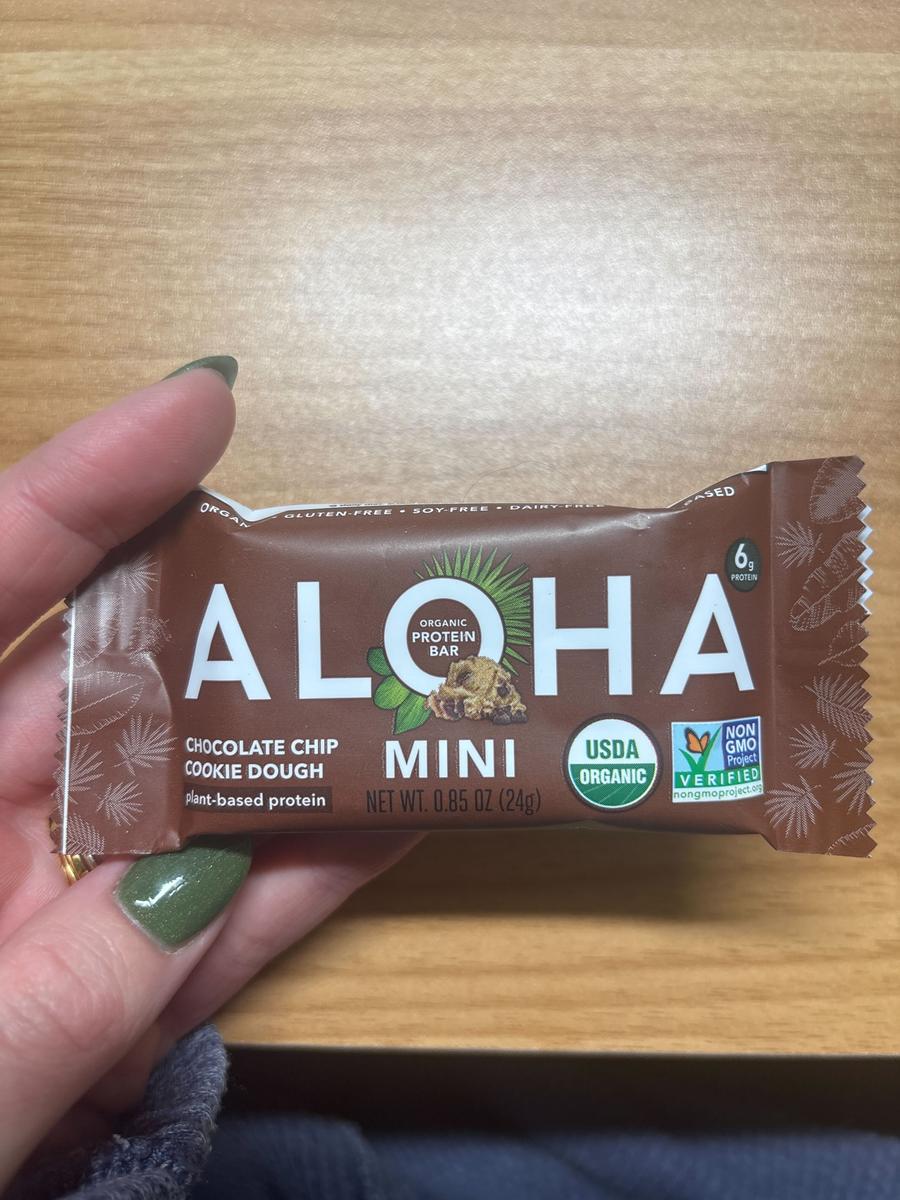 ORGAN GLUTEN-FREE • SOY-FREE • DAIRY-FREE BASED
6g
PROTEIN
ALOHA
ORGANIC
PROTEIN
BAR
CHOCOLATE CHIP
COOKIE DOUGH
plant-based protein
MINI
NET WT. 0.85 OZ (24g)
USDA
ORGANIC
NON
GMO
Project
VERIFIED
nongmoproject.org